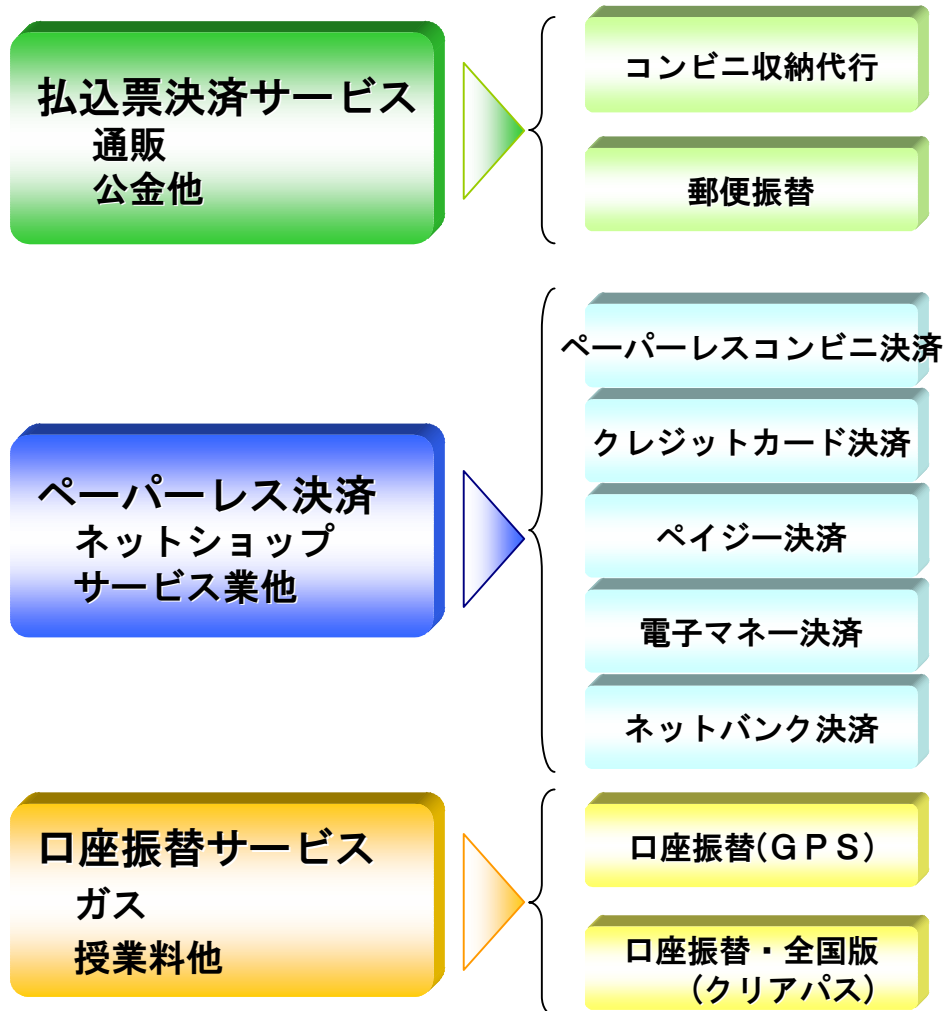 払込票決済サービス
通販
公金他
コンビニ収納代行
郵便振替
ペーパーレス決済
ネットショップ
サービス業他
ペーパーレスコンビニ決済
クレジットカード決済
ペイジー決済
電子マネー決済
ネットバンク決済
口座振替サービス
ガス
授業料他
口座振替(GPS)
口座振替・全国版
(クリアパス)